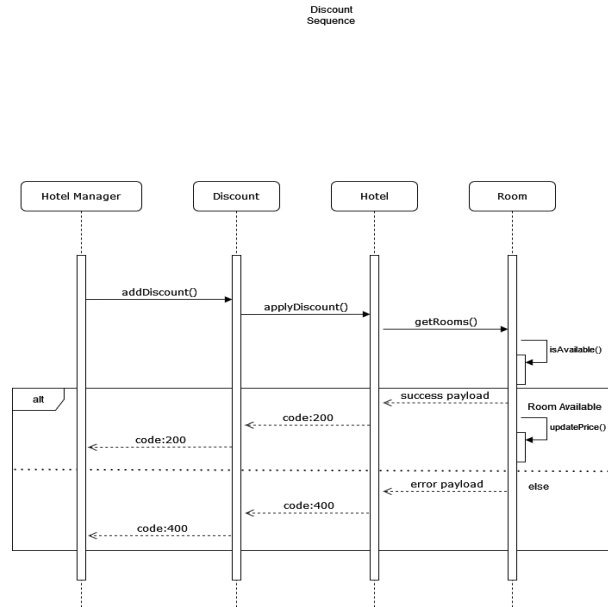 Discount
Sequence
Hotel Manager
Discount
Hotel
Room
addDiscount()
applyDiscount()
getRooms()
isAvailable()
alt
success payload
Room Available
code:200
updatePrice()
code:200
error payload
else
code:400
code:400